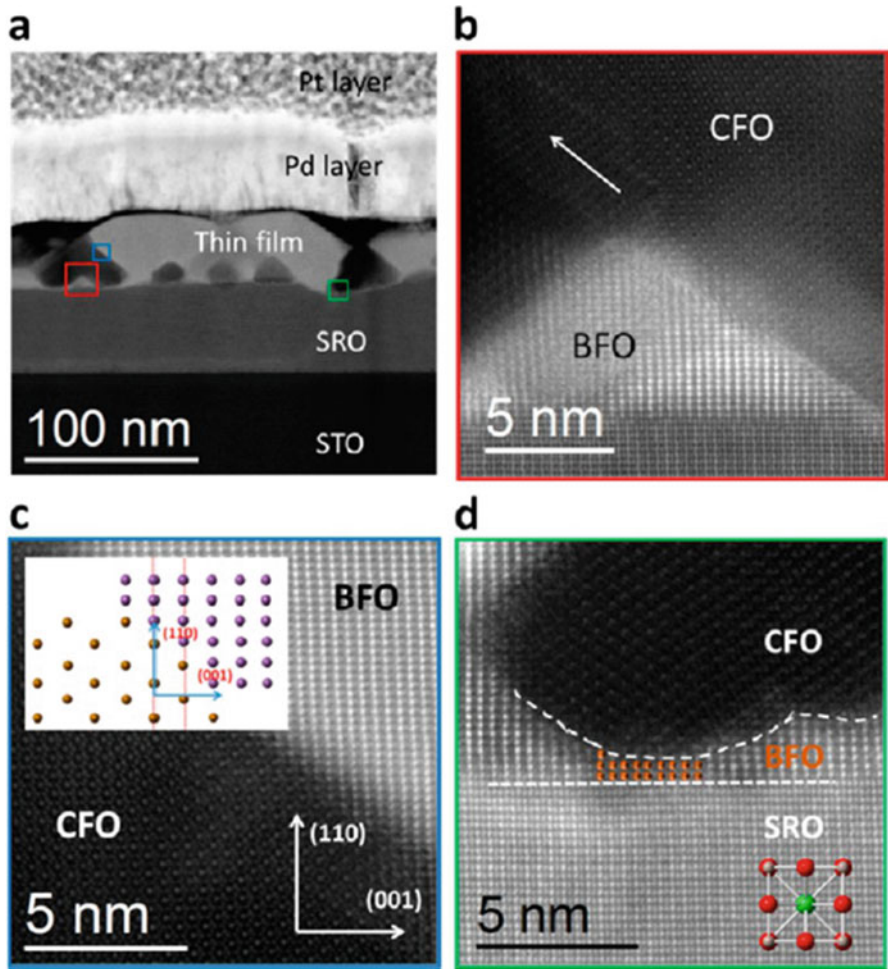 a
Pt layer
Pd layer
Thin film
SRO
100 nm
STO
b
CFO
BFO
5 nm
c
BFO
(110)
(001)
CFO
(110)
(001)
5 nm
d
CFO
BFO
SRO
5 nm